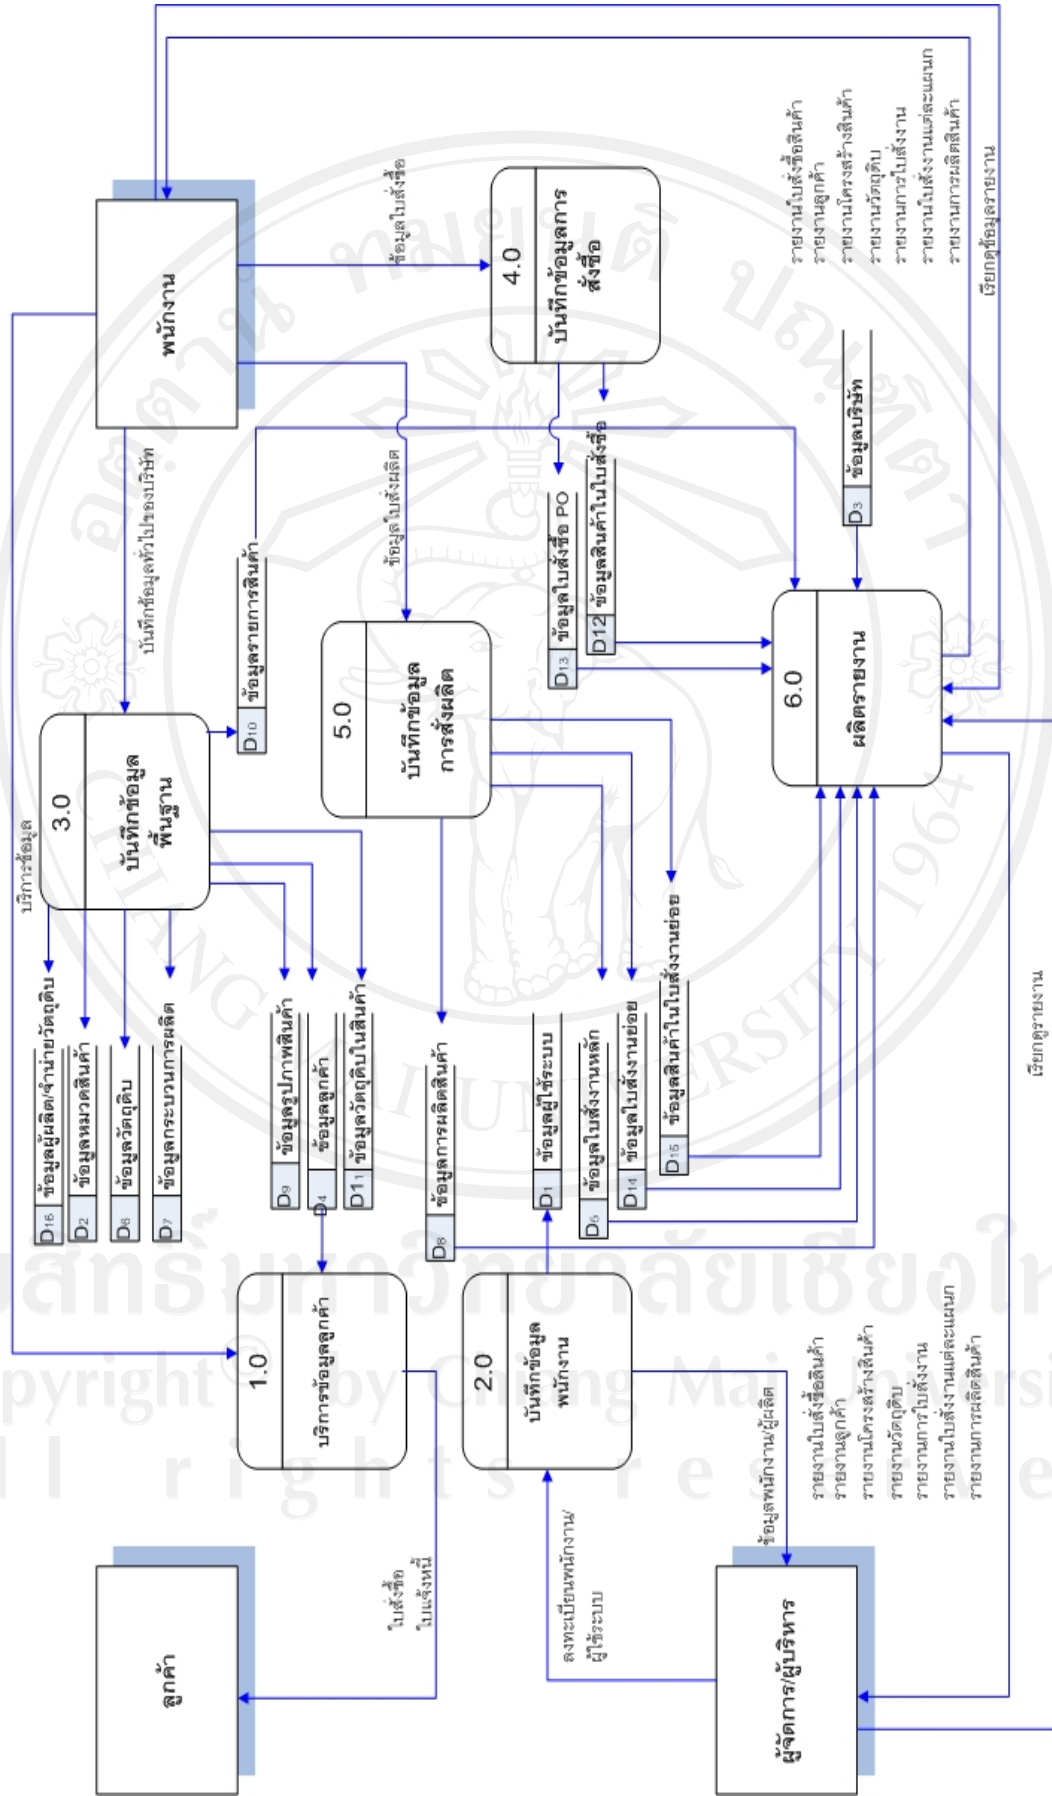 ลูกค้า
ใบสั่งซื้อ
ใบแจ้งหนี้
ผู้จัดการ/ผู้บริหาร
ลงทะเบียนพนักงาน/
ผู้ใช้ระบบ
ข้อมูลพนักงาน/ผู้ผลิต
1.0
บริการข้อมูลลูกค้า
2.0
บันทึกข้อมูล
พนักงาน
รายงานใบสั่งซื้อสินค้า
รายงานลูกค้า
รายงานโครงสร้างสินค้า
รายงานวัตถุดิบ
รายงานการใบสั่งงาน
รายงานใบสั่งงานแต่ละแผนก
รายงานการผลิตสินค้า
D16 ข้อมูลผู้ผลิต/จำน่ายวัตถุดิบ
D2 ข้อมูลหมวดสินค้า
D6 ข้อมูลวัตถุดิบ
D7 ข้อมูลกระบวนการผลิต
D9 ข้อมูลรูปภาพสินค้า
D4 ข้อมูลลูกค้า
D11 ข้อมูลวัตถุดิบในสินค้า
D8 ข้อมูลการผลิตสินค้า
D1 ข้อมูลผู้ใช้ระบบ
D5 ข้อมูลใบสั่งงานหลัก
D14 ข้อมูลใบสั่งงานย่อย
D15 ข้อมูลสินค้าในใบสั่งงานย่อย
เรียกดูรายงาน
บริการข้อมูล
3.0
บันทึกข้อมูล
พื้นฐาน
D10 ข้อมูลรายการสินค้า
5.0
บันทึกข้อมูล
การสั่งผลิต
D13 ข้อมูลใบสั่งซื้อ PO
D12 ข้อมูลสินค้าในใบสั่งซื้อ
6.0
ผลิตรายงาน
D3 ข้อมูลบริษัท
บันทึกข้อมูลทั่วไปของบริษัท
ข้อมูลใบสั่งผลิต
พนักงาน
ข้อมูลใบสั่งซื้อ
4.0
บันทึกข้อมูลการ
สั่งซื้อ
รายงานใบสั่งซื้อสินค้า
รายงานลูกค้า
รายงานโครงสร้างสินค้า
รายงานวัตถุดิบ
รายงานการใบสั่งงาน
รายงานใบสั่งงานแต่ละแผนก
รายงานการผลิตสินค้า
เรียกดูข้อมูลรายงาน
CHIANG MAI UNIVERSITY 1964
สิทธิ์มหาวิทยาลัยเชียงให
pyright© by Chiang Mai Universi
ll rights reserve